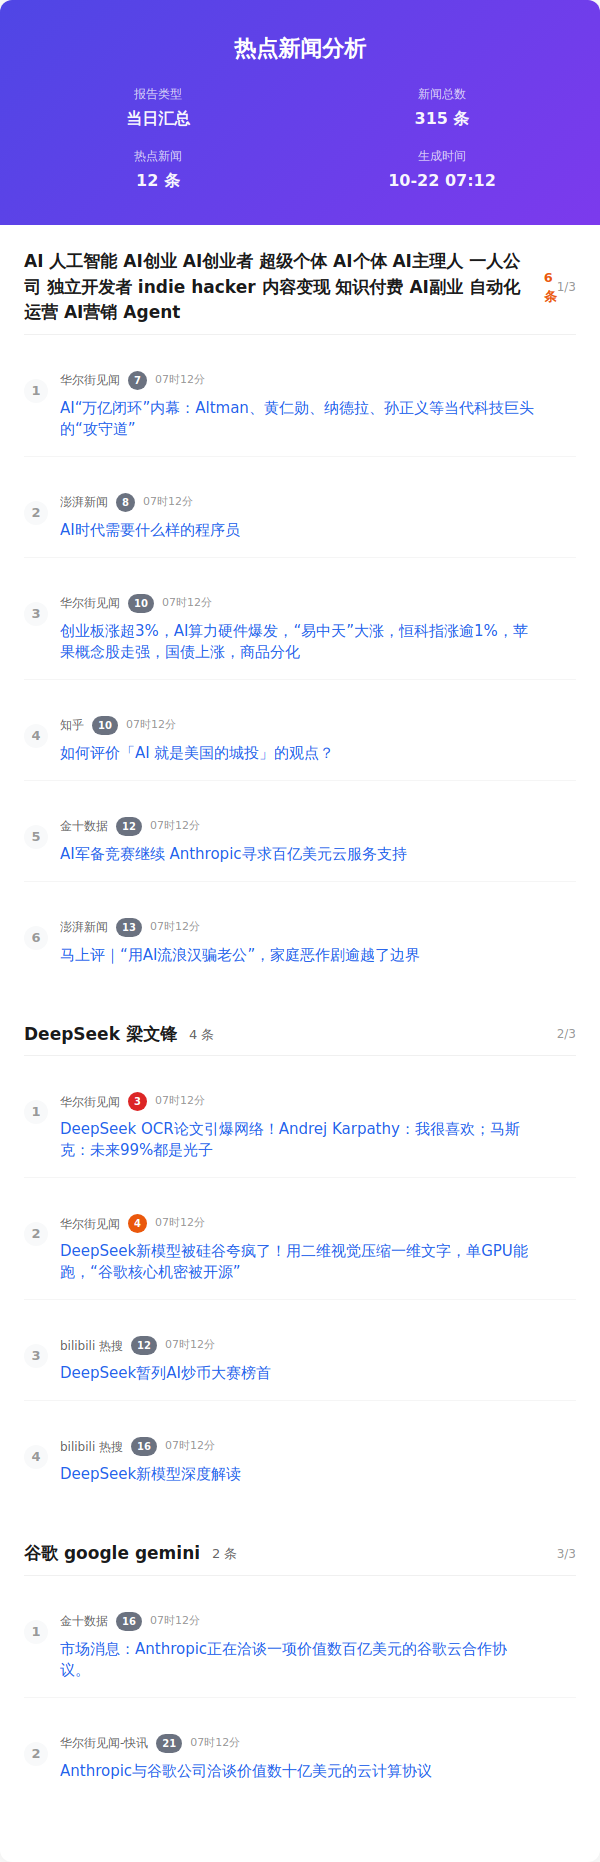 热点新闻分析
报告类型
新闻总数
当日汇总
315 条
热点新闻
生成时间
12 条
10-22 07:12
AI 人工智能 AI创业 AI创业者 超级个体 AI个体 AI主理人 一人公
司 独立开发者 indie hacker 内容变现 知识付费 AI副业 自动化
运营 AI营销 Agent
6
条
1/3
1
华尔街见闻 7 07时12分
AI“万亿闭环”内幕：Altman、黄仁勋、纳德拉、孙正义等当代科技巨头
的“攻守道”
2
澎湃新闻 8 07时12分
AI时代需要什么样的程序员
3
华尔街见闻 10 07时12分
创业板涨超3%，AI算力硬件爆发，“易中天”大涨，恒科指涨逾1%，苹
果概念股走强，国债上涨，商品分化
4
知乎 10 07时12分
如何评价「AI 就是美国的城投」的观点？
5
金十数据 12 07时12分
AI军备竞赛继续 Anthropic寻求百亿美元云服务支持
6
澎湃新闻 13 07时12分
马上评｜“用AI流浪汉骗老公”，家庭恶作剧逾越了边界
DeepSeek 梁文锋 4 条 2/3
1
华尔街见闻 3 07时12分
DeepSeek OCR论文引爆网络！Andrej Karpathy：我很喜欢；马斯
克：未来99%都是光子
2
华尔街见闻 4 07时12分
DeepSeek新模型被硅谷夸疯了！用二维视觉压缩一维文字，单GPU能
跑，“谷歌核心机密被开源”
3
bilibili 热搜 12 07时12分
DeepSeek暂列AI炒币大赛榜首
4
bilibili 热搜 16 07时12分
DeepSeek新模型深度解读
谷歌 google gemini 2 条 3/3
1
金十数据 16 07时12分
市场消息：Anthropic正在洽谈一项价值数百亿美元的谷歌云合作协
议。
2
华尔街见闻-快讯 21 07时12分
Anthropic与谷歌公司洽谈价值数十亿美元的云计算协议